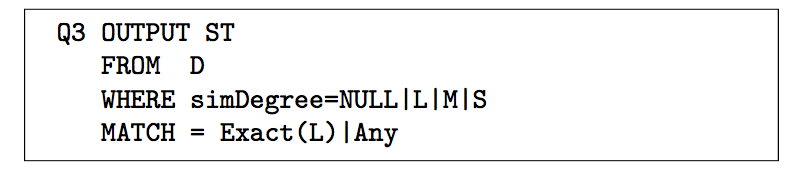 Q3 OUTPUT ST
FROM D
WHERE simDegree=NULL|L|M|S
MATCH = Exact(L)|Any